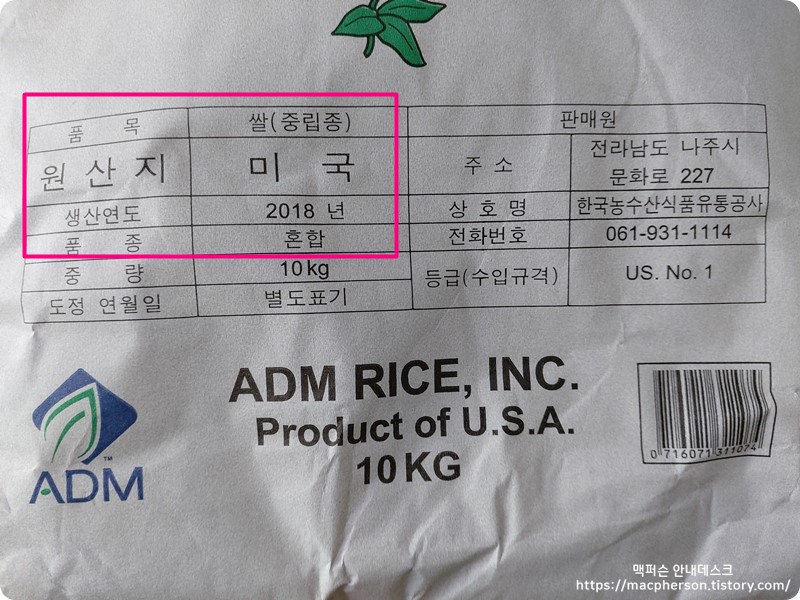 품 목 쌀(중립종) 판매원
원 산 지 미 국 주 소 전라남도 나주시 문화로 227
생산연도 2018 년 상 호 명 한국농수산식품유통공사
품 종 혼합 전화번호 061-931-1114
중 량 10kg 등급(수입규격) US. No. 1
도정 연월일 별도표기
ADM RICE, INC.
Product of U.S.A.
10 KG
ADM™
0 716071 311074
맥퍼슨 안내데스크
https://macpherson.tistory.com/